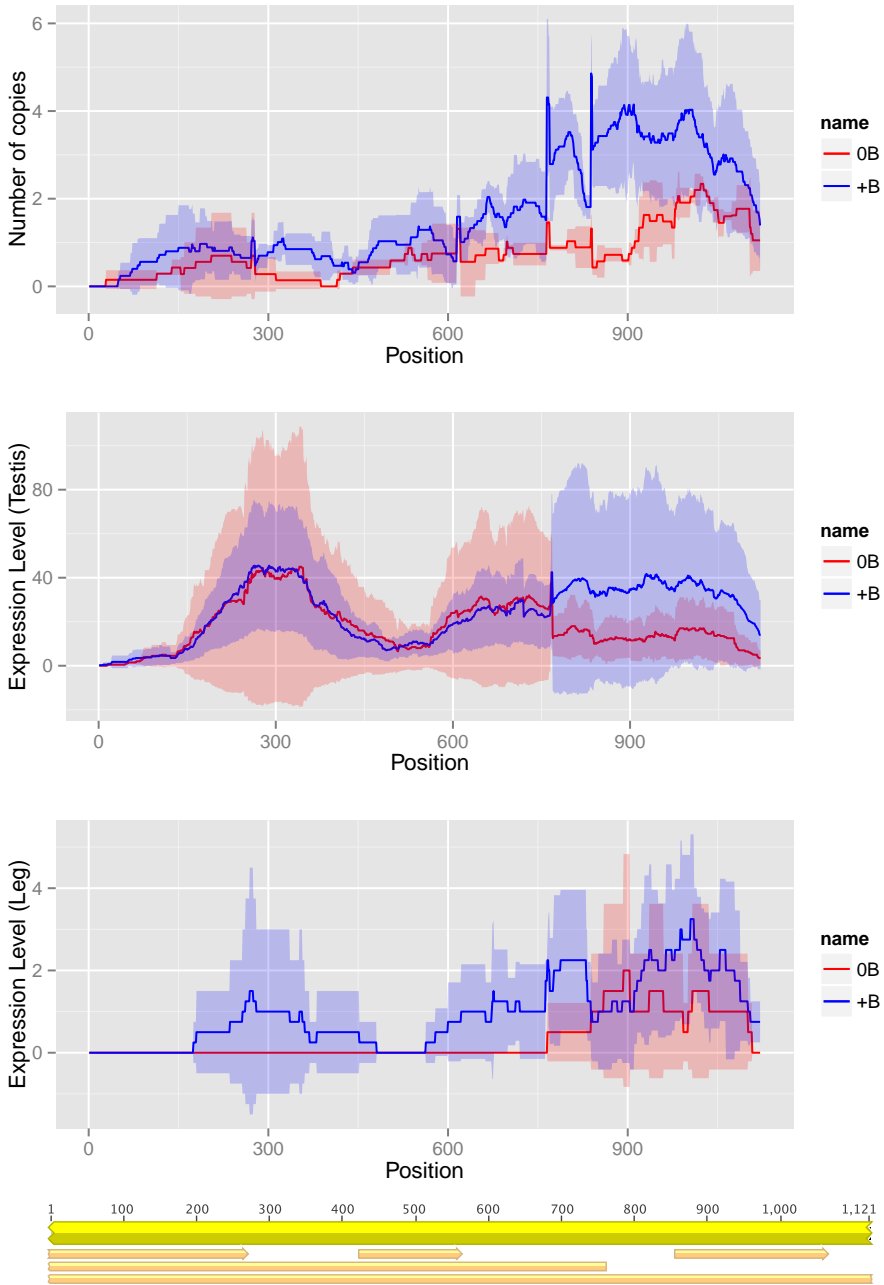 6
4
2
0
Number of copies
0
300
600
900
Position
name
0B
+B
80
40
0
Expression Level (Testis)
0
300
600
900
Position
name
0B
+B
4
2
0
Expression Level (Leg)
0
300
600
900
Position
name
0B
+B
1 100 200 300 400 500 600 700 800 900 1,000 1,121